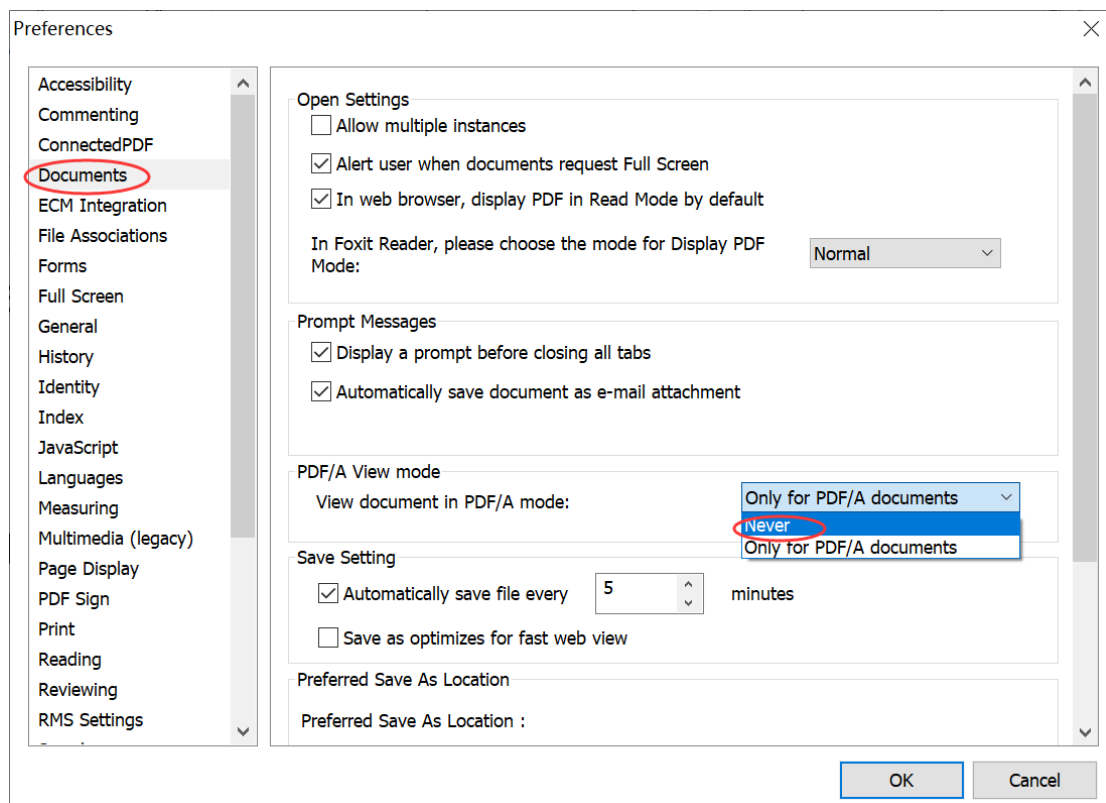 Preferences
Accessibility
Commenting
ConnectedPDF
Documents
ECM Integration
File Associations
Forms
Full Screen
General
History
Identity
Index
JavaScript
Languages
Measuring
Multimedia (legacy)
Page Display
PDF Sign
Print
Reading
Reviewing
RMS Settings
Open Settings
Allow multiple instances
Alert user when documents request Full Screen
In web browser, display PDF in Read Mode by default
In Foxit Reader, please choose the mode for Display PDF
Mode:
Normal
Prompt Messages
Display a prompt before closing all tabs
Automatically save document as e-mail attachment
PDF/A View mode
View document in PDF/A mode:
Only for PDF/A documents
Never
Only for PDF/A documents
Save Setting
Automatically save file every 5 minutes
Save as optimizes for fast web view
Preferred Save As Location
Preferred Save As Location :
OK
Cancel